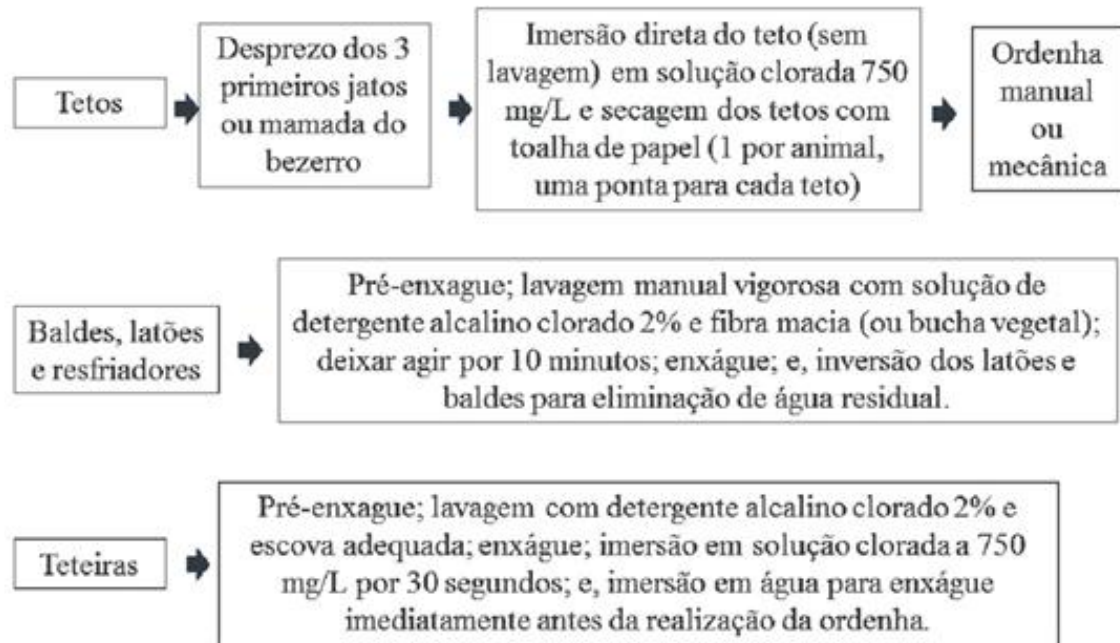 Tetos
Desprezo dos 3
primeiros jatos
ou mamada do
bezerro
Imersão direta do teto (sem
lavagem) em solução clorada 750
mg/L e secagem dos tetos com
toalha de papel (1 por animal,
uma ponta para cada teto)
Ordenha
manual
ou
mecânica
Baldes, latões
e resfriadores
Pré-enxague; lavagem manual vigorosa com solução de
detergente alcalino clorado 2% e fibra macia (ou bucha vegetal);
deixar agir por 10 minutos; enxágue; e, inversão dos latões e
baldes para eliminação de água residual.
Teteiras
Pré-enxague; lavagem com detergente alcalino clorado 2% e
escova adequada; enxágue; imersão em solução clorada a 750
mg/L por 30 segundos; e, imersão em água para enxágue
imediatamente antes da realização da ordenha.